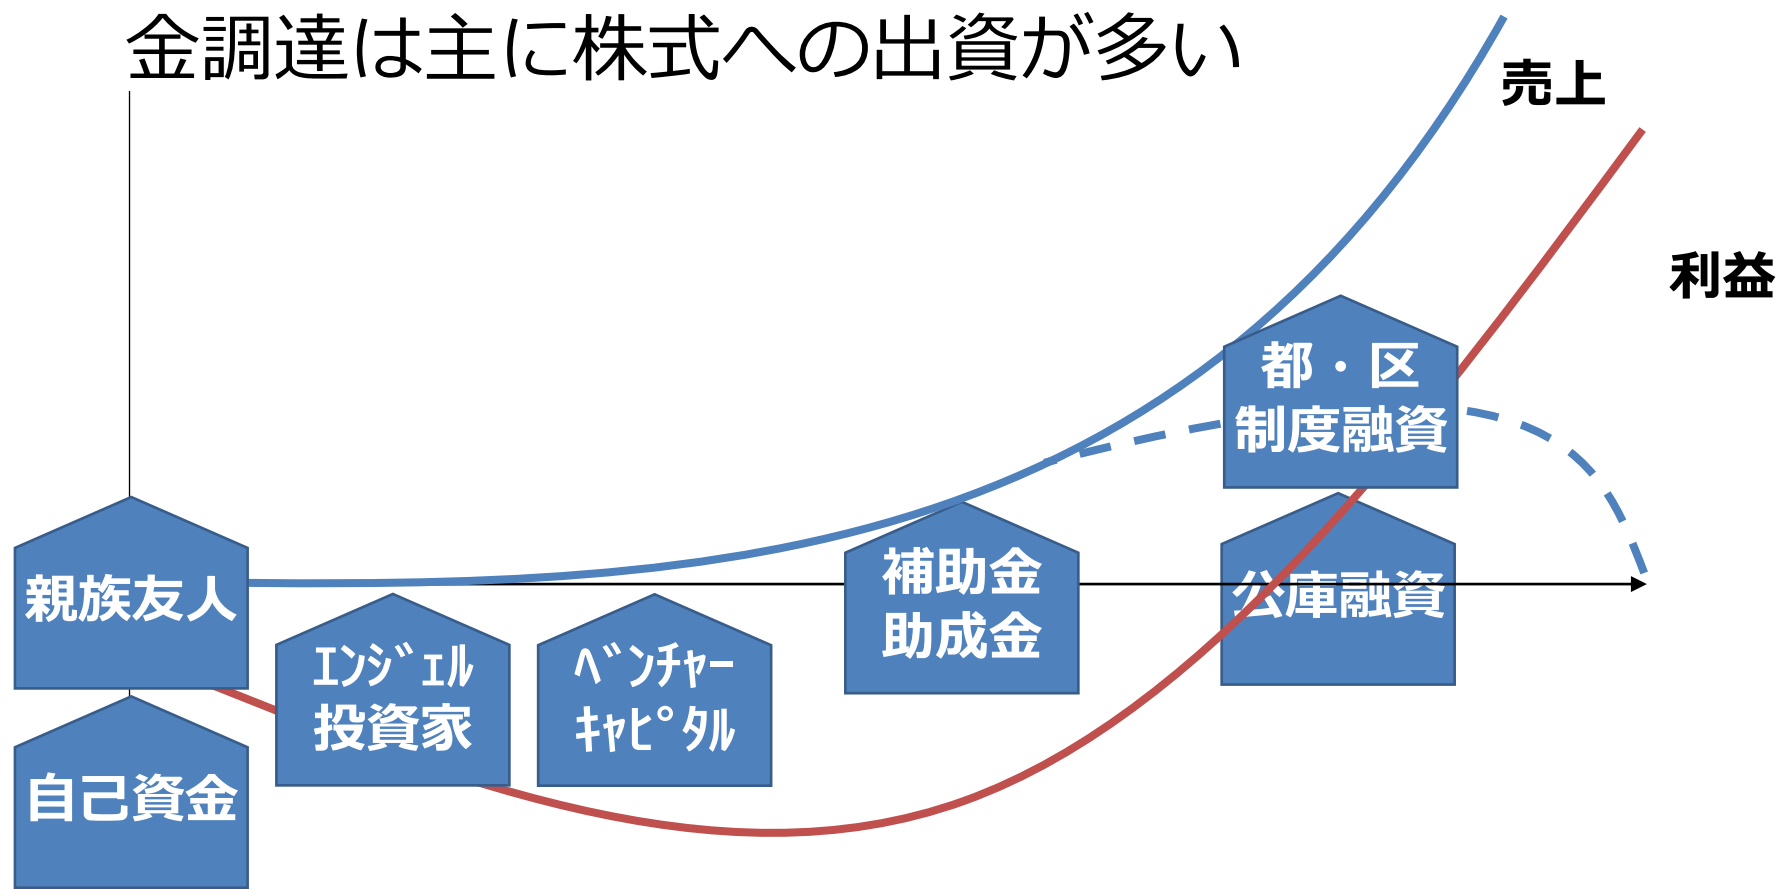 金調達は主に株式への出資が多い
売上
利益
都・区
制度融資
補助金
助成金
公庫融資
親族友人
ｴﾝｼﾞｪﾙ
投資家
ﾍﾞﾝﾁｬｰ
ｷｬﾋﾟﾀﾙ
自己資金